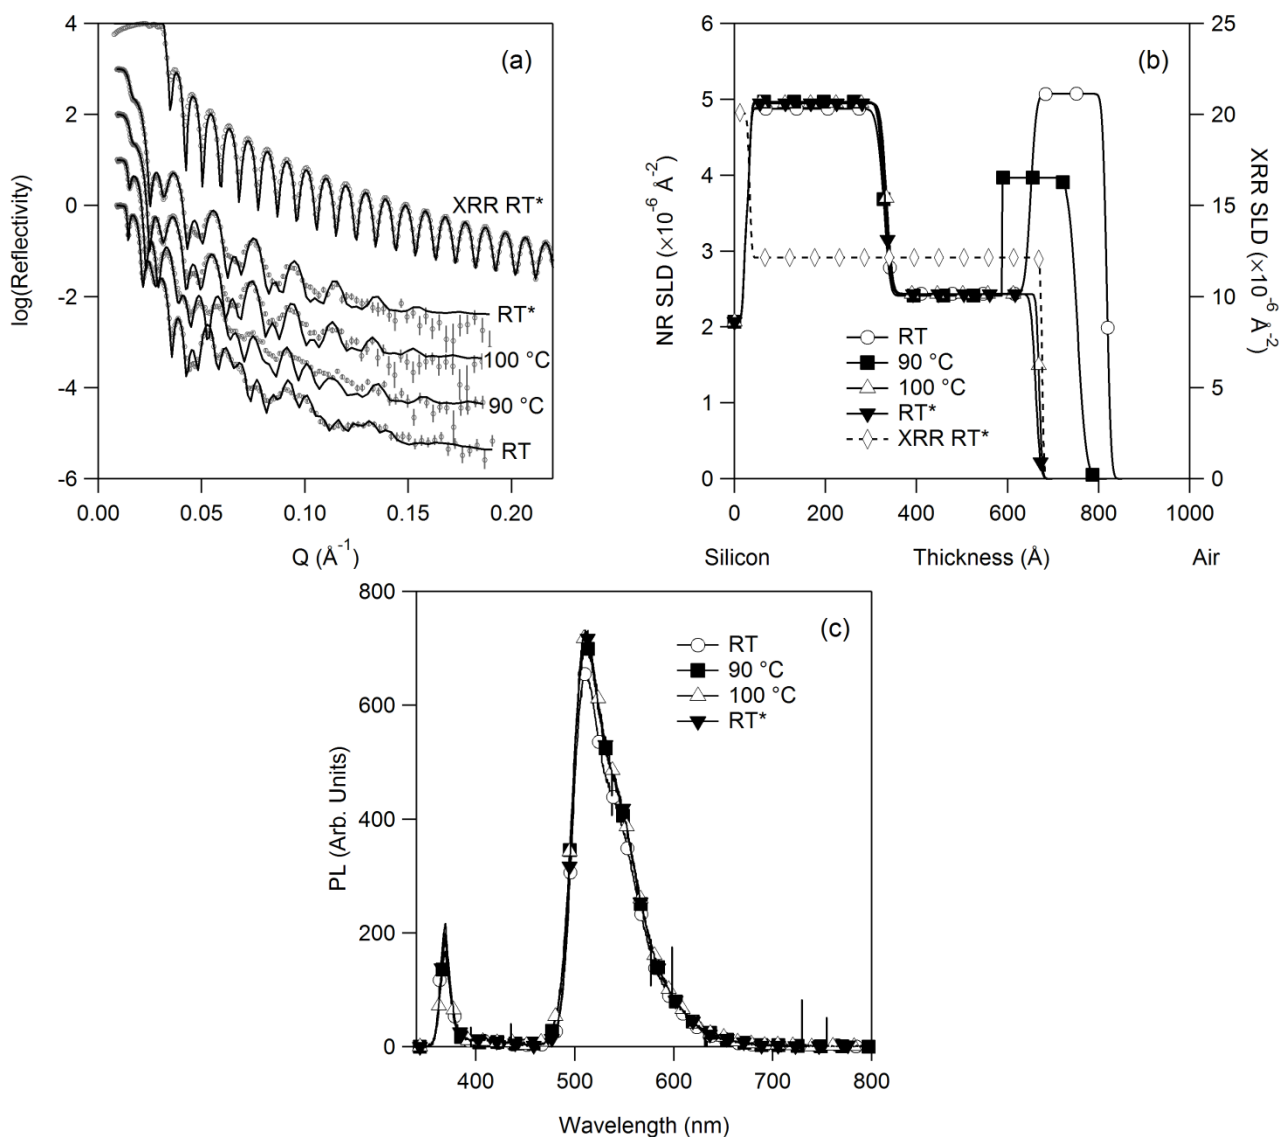 (a)
4
2
0
-2
-4
-6
log(Reflectivity)
XRR RT*
RT*
100 °C
90 °C
RT
0.00 0.05 0.10 0.15 0.20
Q (Å-1)
(b)
6
5
4
3
2
1
0
NR SLD (×10-6 Å-2)
25
20
15
10
5
0
XRR SLD (×10-6 Å-2)
RT
90 °C
100 °C
RT*
XRR RT*
0 200 400 600 800 1000
Silicon Thickness (Å) Air
(c)
800
600
400
200
0
PL (Arb. Units)
RT
90 °C
100 °C
RT*
400 500 600 700 800
Wavelength (nm)